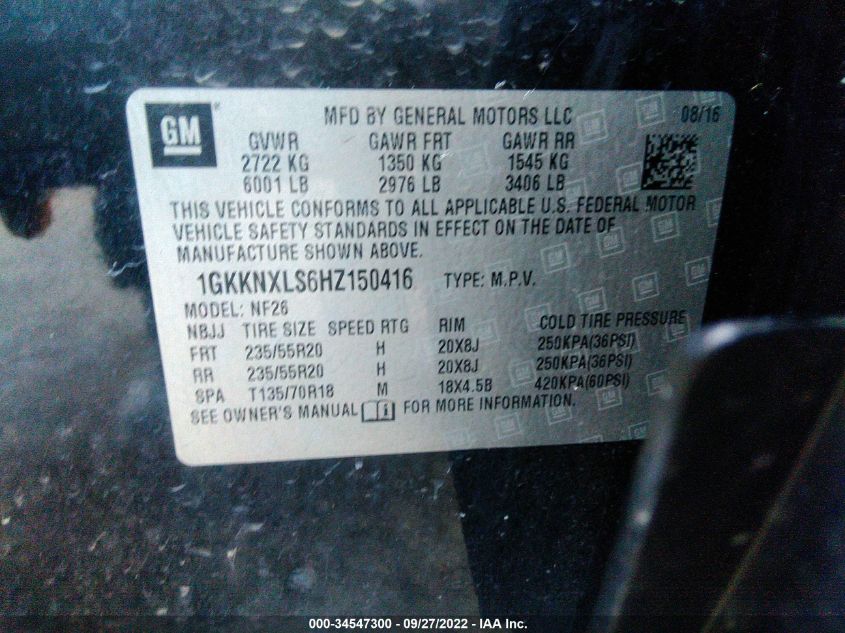 GM MFD BY GENERAL MOTORS LLC 08/16
GVWR GAWR FRT GAWR RR
2722 KG 1350 KG 1545 KG
6001 LB 2976 LB 3406 LB
THIS VEHICLE CONFORMS TO ALL APPLICABLE U.S. FEDERAL MOTOR
VEHICLE SAFETY STANDARDS IN EFFECT ON THE DATE OF
MANUFACTURE SHOWN ABOVE.
1GKKNXLS6HZ150416 TYPE: M.P.V.
MODEL: NF26
NBJJ TIRE SIZE SPEED RTG RIM COLD TIRE PRESSURE
FRT 235/55R20 H 20X8J 250KPA(36PSI)
RR 235/55R20 H 20X8J 250KPA(36PSI)
SPA T135/70R18 M 18X4.5B 420KPA(60PSI)
SEE OWNER'S MANUAL i FOR MORE INFORMATION.
000-34547300 - 09/27/2022 - IAA Inc.